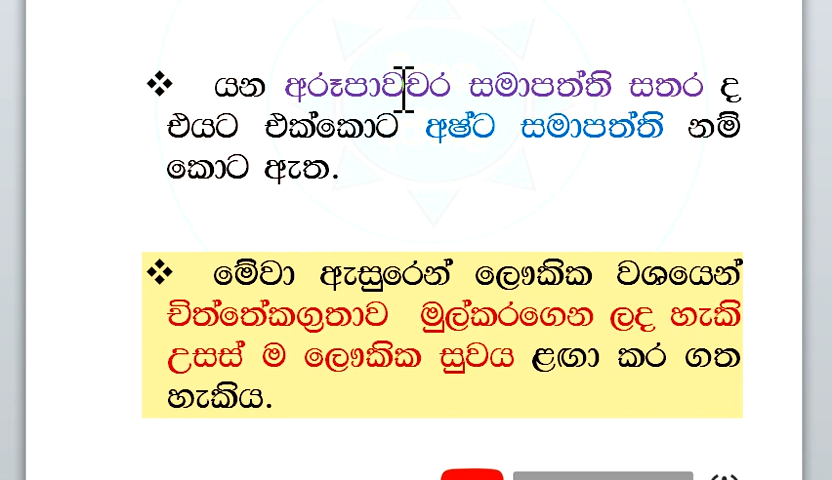 ❖ යන අරූපාවචර සමාපත්ති සතර ද
එයට එක්කොට අෂ්ට සමාපත්ති නම්
කොට ඇත.
❖ මේවා ඇසුරෙන් ලෞකික වශයෙන්
චිත්තේකග්‍රතාව මුල්කරගෙන ලද හැකි
උසස් ම ලෞකික සුවය ළඟා කර ගත
හැකිය.